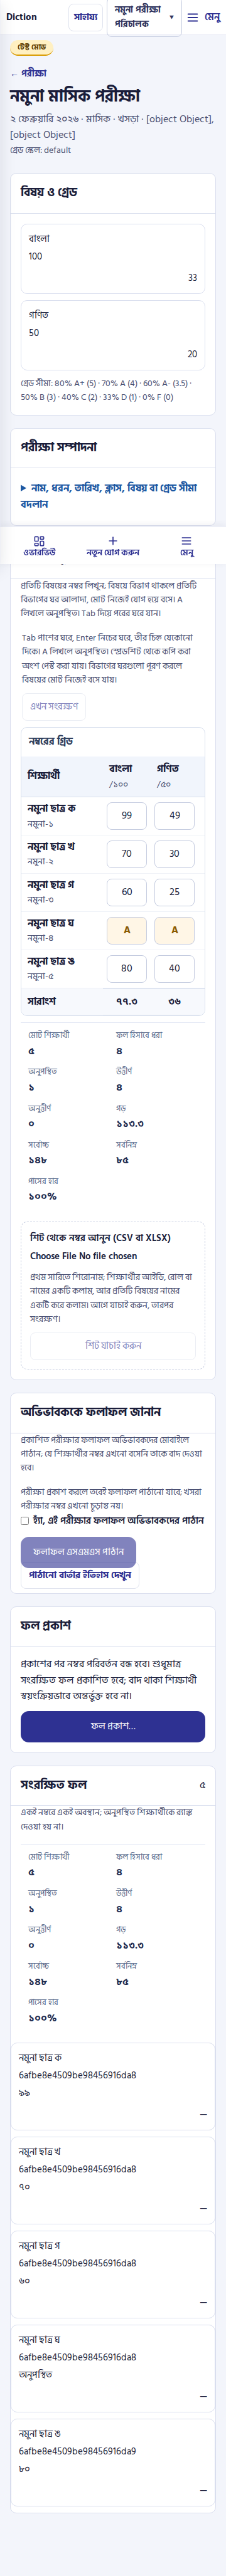 Diction
সাহায্য
নমুনা পরীক্ষা
পরিচালক
মেনু
টেস্ট মোড
← পরীক্ষা
নমুনা মাসিক পরীক্ষা
২ ফেব্রুয়ারি ২০২৬ · মাসিক · খসড়া · [object Object],
[object Object]
গ্রেড স্কেল: default
বিষয় ও গ্রেড
বাংলা
100
33
গণিত
50
20
গ্রেড সীমা: 80% A+ (5) · 70% A (4) · 60% A- (3.5) ·
50% B (3) · 40% C (2) · 33% D (1) · 0% F (0)
পরীক্ষা সম্পাদনা
নাম, ধরন, তারিখ, ক্লাস, বিষয় বা গ্রেড সীমা
বদলান
ওভারভিউ
নতুন যোগ করুন
মেনু
প্রতিটি বিষয়ের নম্বর লিখুন; বিষয়ে বিভাগ থাকলে প্রতিটি
বিভাগের ঘর আলাদা, মোট নিজেই যোগ হয়ে বসে। A
লিখলে অনুপস্থিত। Tab দিয়ে পরের ঘরে যান।
Tab পাশের ঘরে, Enter নিচের ঘরে, তীর চিহ্ন যেকোনো
দিকে। A লিখলে অনুপস্থিত। স্প্রেডশিট থেকে কপি করা
অংশ পেস্ট করা যায়। বিভাগের ঘরগুলো পূরণ করলে
বিষয়ের মোট নিজেই বসে যায়।
এখন সংরক্ষণ
নম্বরের গ্রিড
শিক্ষার্থী
বাংলা
/১০০
গণিত
/৫০
নমুনা ছাত্র ক
নমুনা-১
99
49
নমুনা ছাত্র খ
নমুনা-২
70
30
নমুনা ছাত্র গ
নমুনা-৩
60
25
নমুনা ছাত্র ঘ
নমুনা-৪
A
A
নমুনা ছাত্র ঙ
নমুনা-৫
80
40
সারাংশ
৭৭.৩
৩৬
মোট শিক্ষার্থী
৫
ফল হিসাবে ধরা
৪
অনুপস্থিত
১
উত্তীর্ণ
৪
অনুত্তীর্ণ
০
গড়
১১৩.৩
সর্বোচ্চ
১৪৮
সর্বনিম্ন
৮৫
পাসের হার
১০০%
শিট থেকে নম্বর আনুন (CSV বা XLSX)
Choose File No file chosen
প্রথম সারিতে শিরোনাম, শিক্ষার্থীর আইডি, রোল বা
নামের একটি কলাম, আর প্রতিটি বিষয়ের নামের
একটি করে কলাম। আগে যাচাই করুন, তারপর
সংরক্ষণ।
শিট যাচাই করুন
অভিভাবককে ফলাফল জানান
প্রকাশিত পরীক্ষার ফলাফল অভিভাবকদের মোবাইলে
পাঠান; যে শিক্ষার্থীর নম্বর এখনো বসেনি তাকে বাদ দেওয়া
হবে।
পরীক্ষা প্রকাশ করলে তবেই ফলাফল পাঠানো যাবে; খসরা
পরীক্ষার নম্বর এখনো চূড়ান্ত নয়।
হ্যাঁ, এই পরীক্ষার ফলাফল অভিভাবকদের পাঠান
ফলাফল এসএমএস পাঠান
পাঠানো বার্তার ইতিহাস দেখুন
ফল প্রকাশ
প্রকাশের পর নম্বর পরিবর্তন বন্ধ হবে। শুধুমাত্র
সংরক্ষিত ফল প্রকাশিত হবে; বাদ থাকা শিক্ষার্থী
স্বয়ংক্রিয়ভাবে অন্তর্ভুক্ত হবে না।
ফল প্রকাশ…
সংরক্ষিত ফল
৫
একই নম্বরে একই অবস্থান; অনুপস্থিত শিক্ষার্থীকে র‍্যাঙ্ক
দেওয়া হয় না।
মোট শিক্ষার্থী
৫
ফল হিসাবে ধরা
৪
অনুপস্থিত
১
উত্তীর্ণ
৪
অনুত্তীর্ণ
০
গড়
১১৩.৩
সর্বোচ্চ
১৪৮
সর্বনিম্ন
৮৫
পাসের হার
১০০%
নমুনা ছাত্র ক
6afbe8e4509be98456916da8
৯৯
—
নমুনা ছাত্র খ
6afbe8e4509be98456916da8
৭০
—
নমুনা ছাত্র গ
6afbe8e4509be98456916da8
৬০
—
নমুনা ছাত্র ঘ
6afbe8e4509be98456916da8
অনুপস্থিত
—
নমুনা ছাত্র ঙ
6afbe8e4509be98456916da9
৮০
—